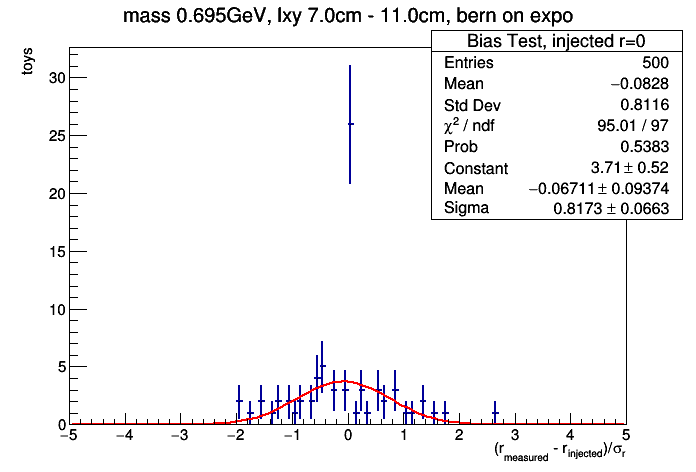 mass 0.695GeV, lxy 7.0cm - 11.0cm, bern on expo
Bias Test, injected r=0
Entries 500
Mean −0.0828
Std Dev 0.8116
χ² / ndf 95.01 / 97
Prob 0.5383
Constant 3.71 ± 0.52
Mean −0.06711 ± 0.09374
Sigma 0.8173 ± 0.0663
toys
30
25
20
15
10
5
0
−5 −4 −3 −2 −1 0 1 2 3 4 5
(r_measured - r_injected)/σ_r